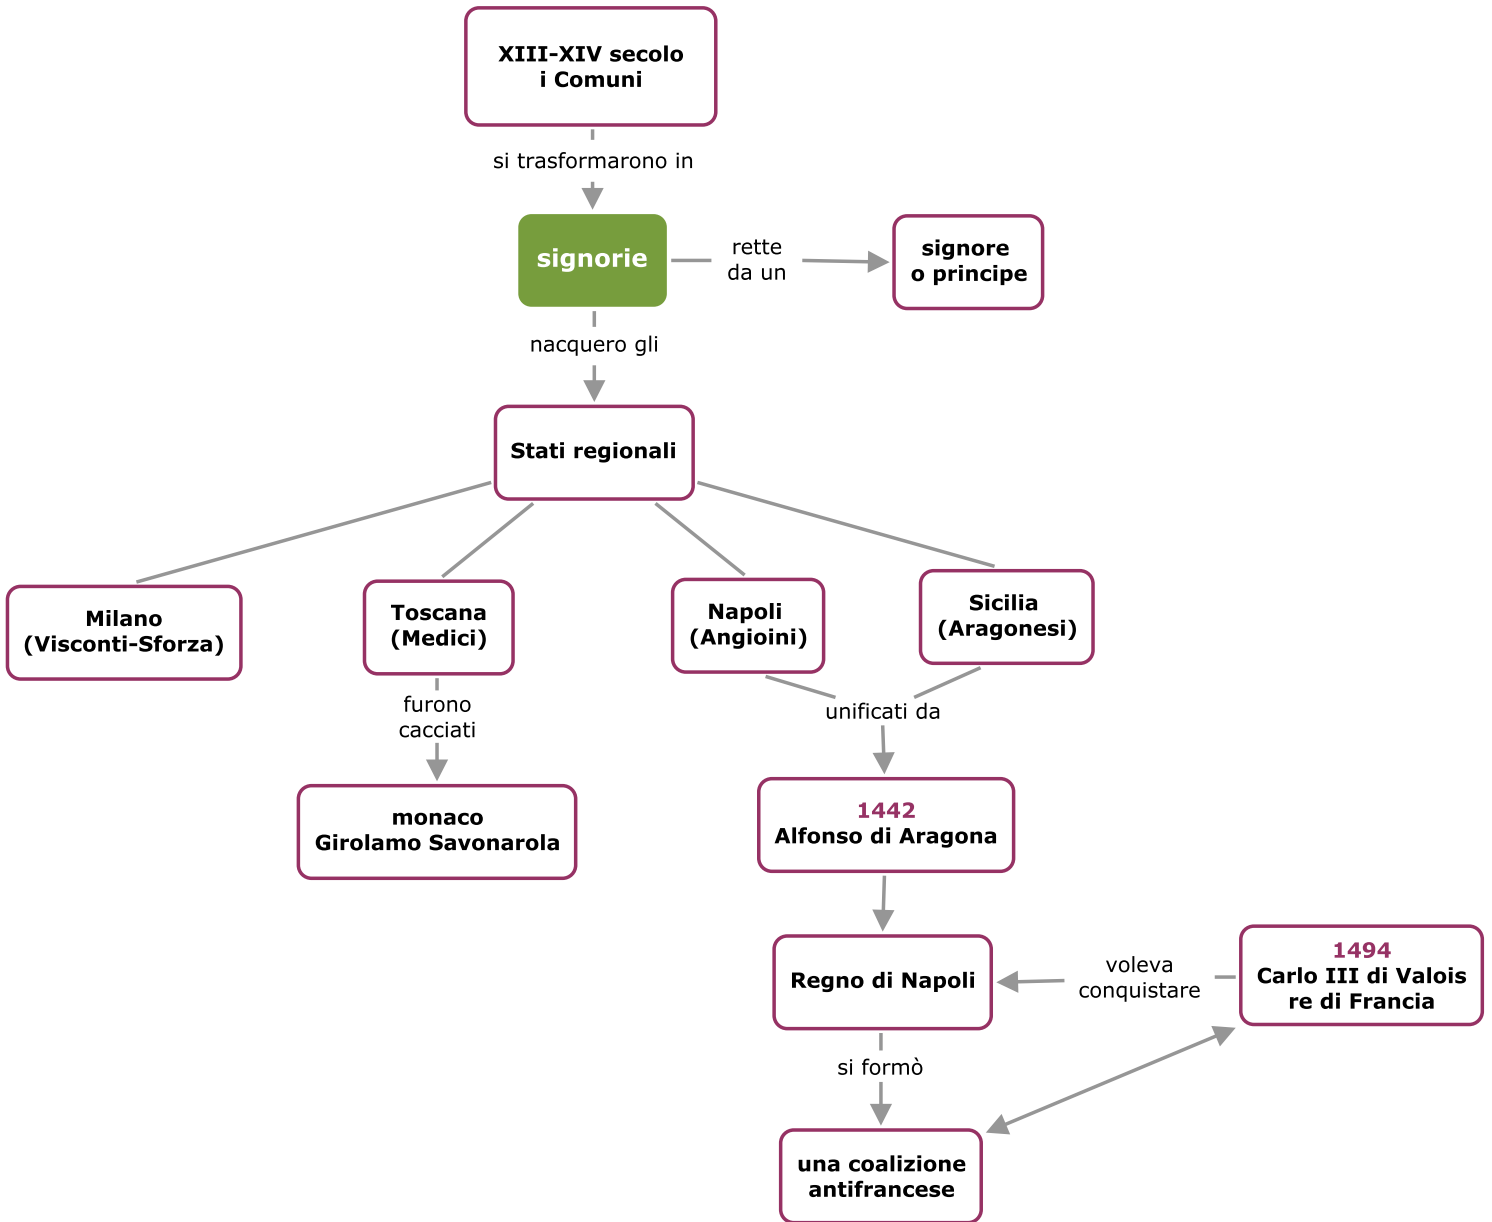 XIII-XIV secolo
i Comuni
si trasformarono in
signorie
rette
da un
signore
o principe
nacquero gli
Stati regionali
Milano
(Visconti-Sforza)
Toscana
(Medici)
Napoli
(Angioini)
Sicilia
(Aragonesi)
furono
cacciati
unificati da
monaco
Girolamo Savonarola
1442
Alfonso di Aragona
Regno di Napoli
voleva
conquistare
1494
Carlo III di Valois
re di Francia
si formò
una coalizione
antifrancese